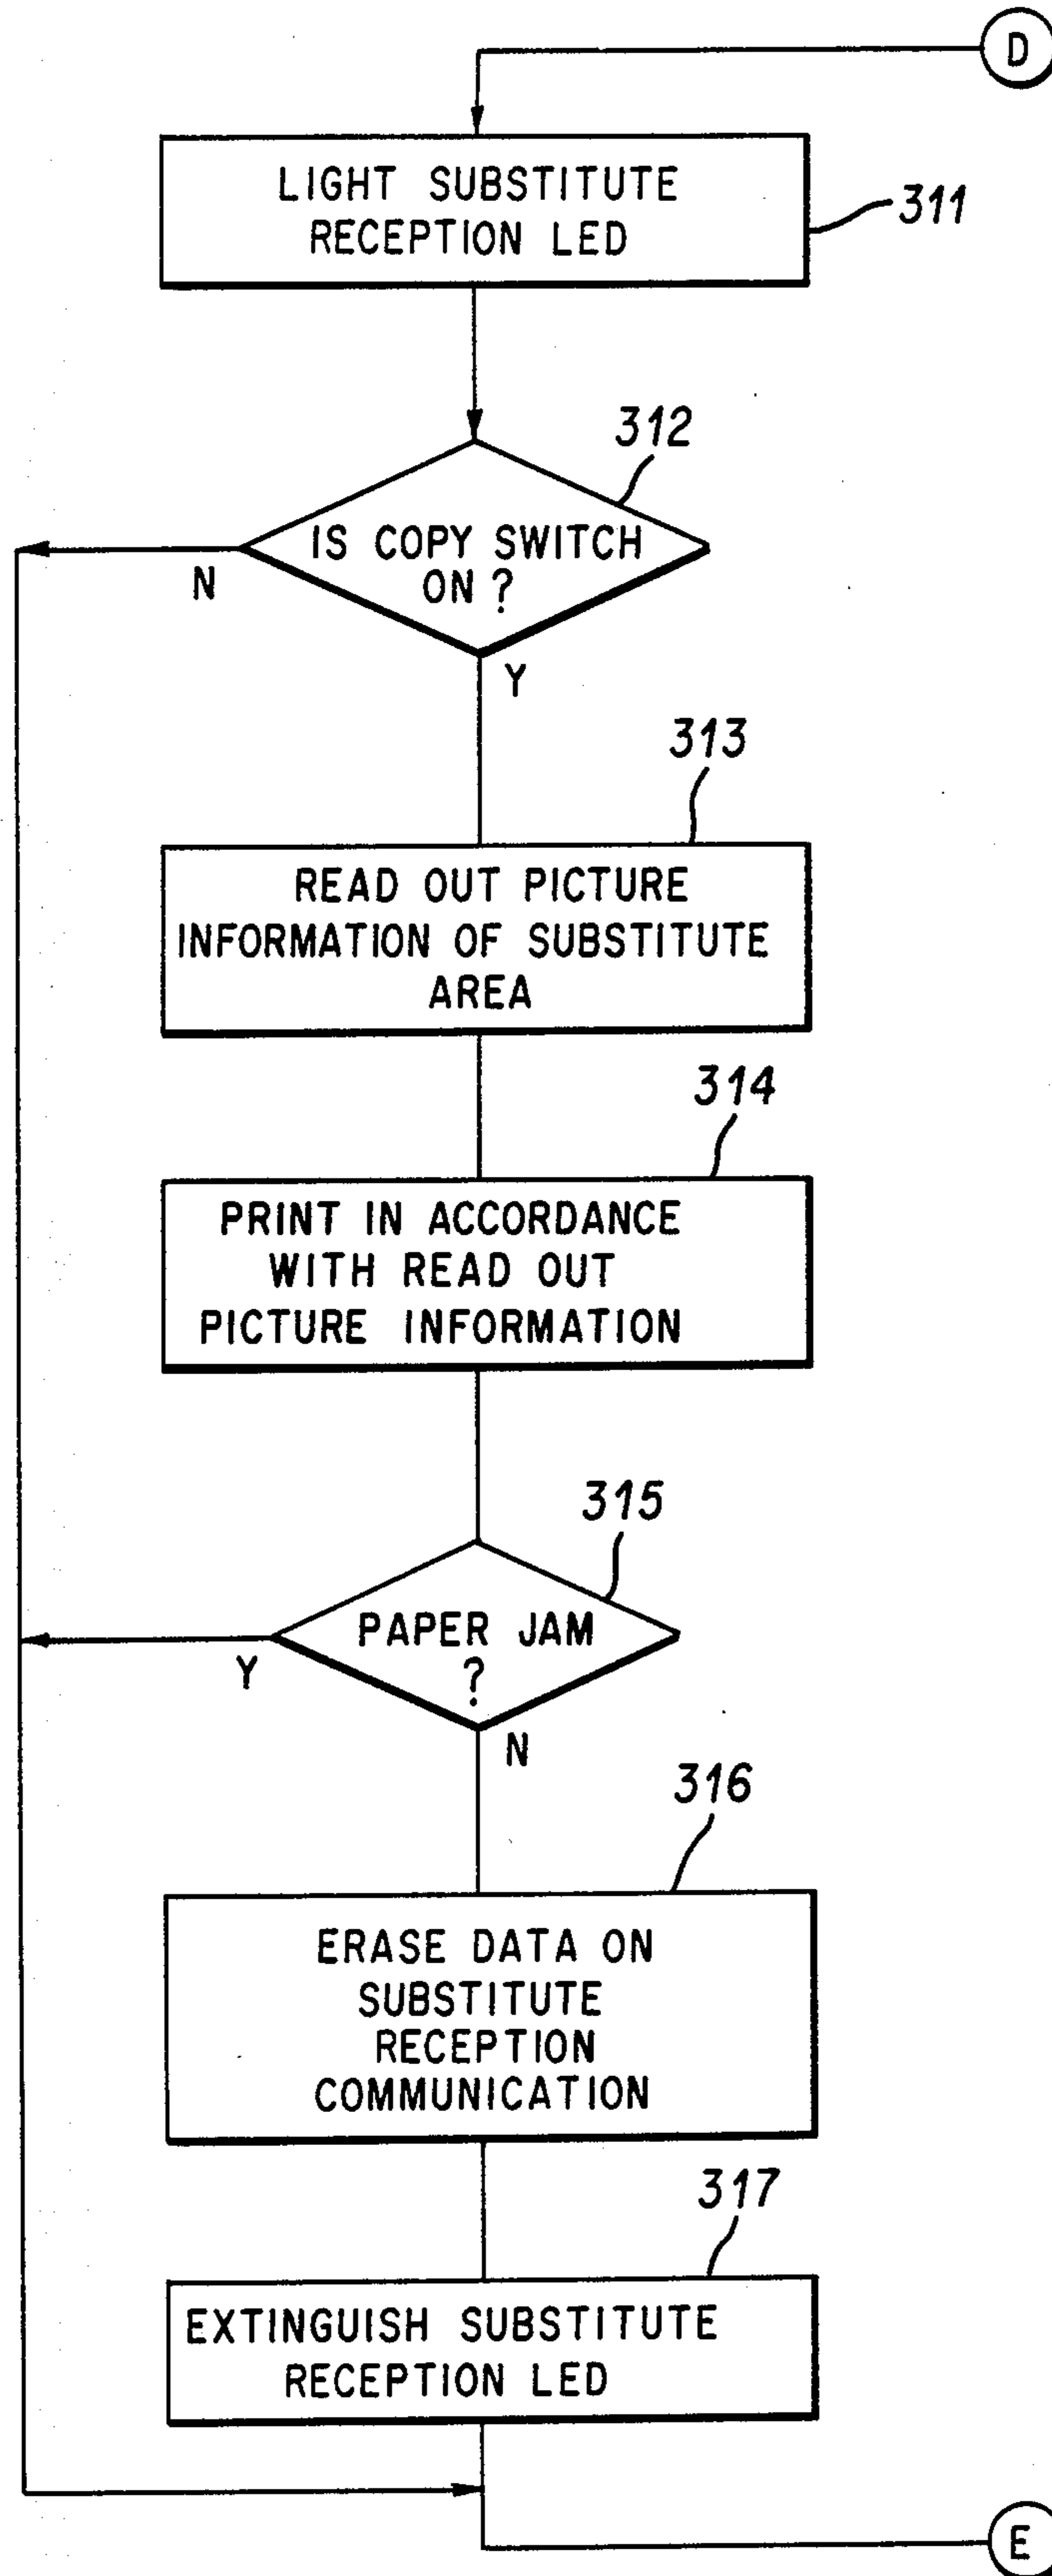 D
LIGHT SUBSTITUTE
RECEPTION LED
311
312
IS COPY SWITCH
ON ?
N
Y
313
READ OUT PICTURE
INFORMATION OF SUBSTITUTE
AREA
314
PRINT IN ACCORDANCE
WITH READ OUT
PICTURE INFORMATION
315
PAPER JAM
?
Y
N
316
ERASE DATA ON
SUBSTITUTE
RECEPTION
COMMUNICATION
317
EXTINGUISH SUBSTITUTE
RECEPTION LED
E